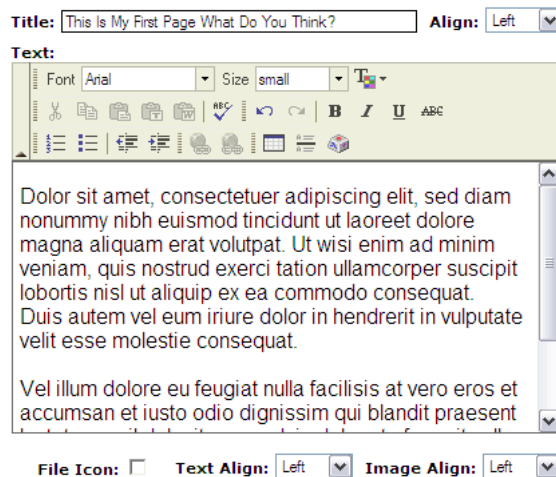 Title: This Is My First Page What Do You Think? Align: Left
Text:
Font Arial Size small T
ABC B I U ABC
Dolor sit amet, consectetuer adipiscing elit, sed diam
nonummy nibh euismod tincidunt ut laoreet dolore
magna aliquam erat volutpat. Ut wisi enim ad minim
veniam, quis nostrud exerci tation ullamcorper suscipit
lobortis nisl ut aliquip ex ea commodo consequat.
Duis autem vel eum iriure dolor in hendrerit in vulputate
velit esse molestie consequat.
Vel illum dolore eu feugiat nulla facilisis at vero eros et
accumsan et iusto odio dignissim qui blandit praesent
File Icon: Text Align: Left Image Align: Left